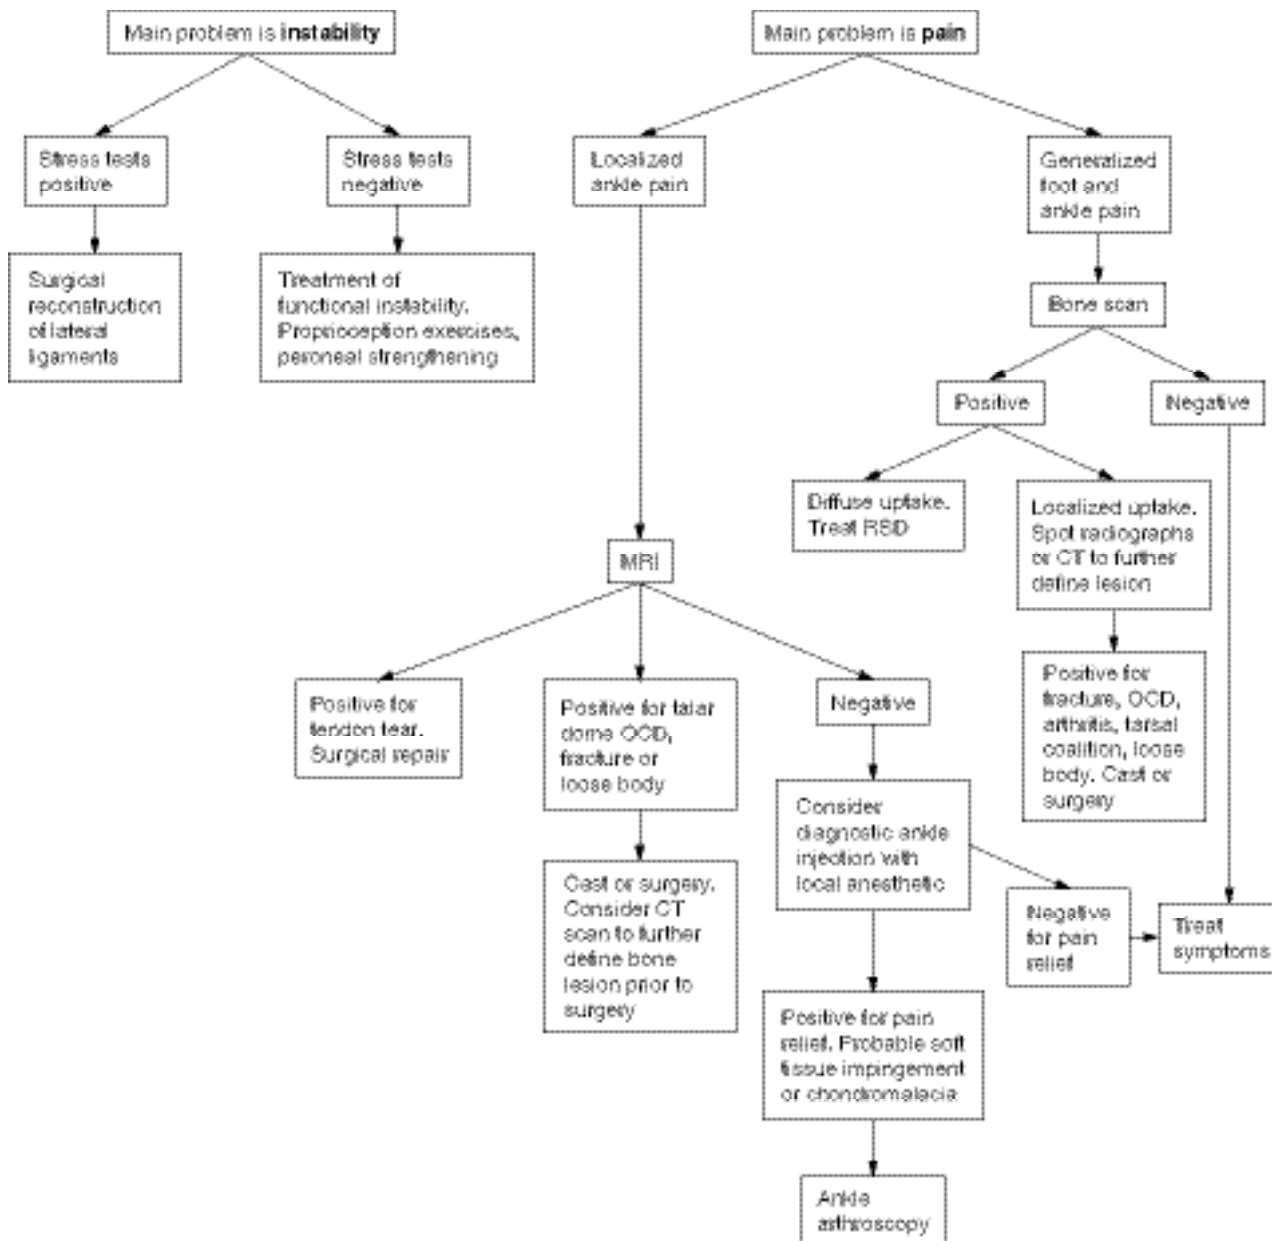 Main problem is instability
Main problem is pain
Stress tests
positive
Stress tests
negative
Localized
ankle pain
Generalized
foot and
ankle pain
Surgical
reconstruction
of lateral
ligaments
Treatment of
functional instability.
Proprioception exercises,
peroneal strengthening
Bone scan
Positive
Negative
Diffuse uptake.
Treat RSD
Localized uptake.
Spot radiographs
or CT to further
define lesion
MRI
Positive for
tendon tear.
Surgical repair
Positive for talar
dome OCD,
fracture or
loose body
Negative
Positive for
fracture, OCD,
arthritis, tarsal
coalition, loose
body. Cast or
surgery
Consider
diagnostic ankle
injection with
local anesthetic
Cast or surgery.
Consider CT
scan to further
define bone
lesion prior to
surgery
Negative
for pain
relief
Treat
symptoms
Positive for pain
relief. Probable soft
tissue impingement
or chondromalacia
Ankle
arthroscopy